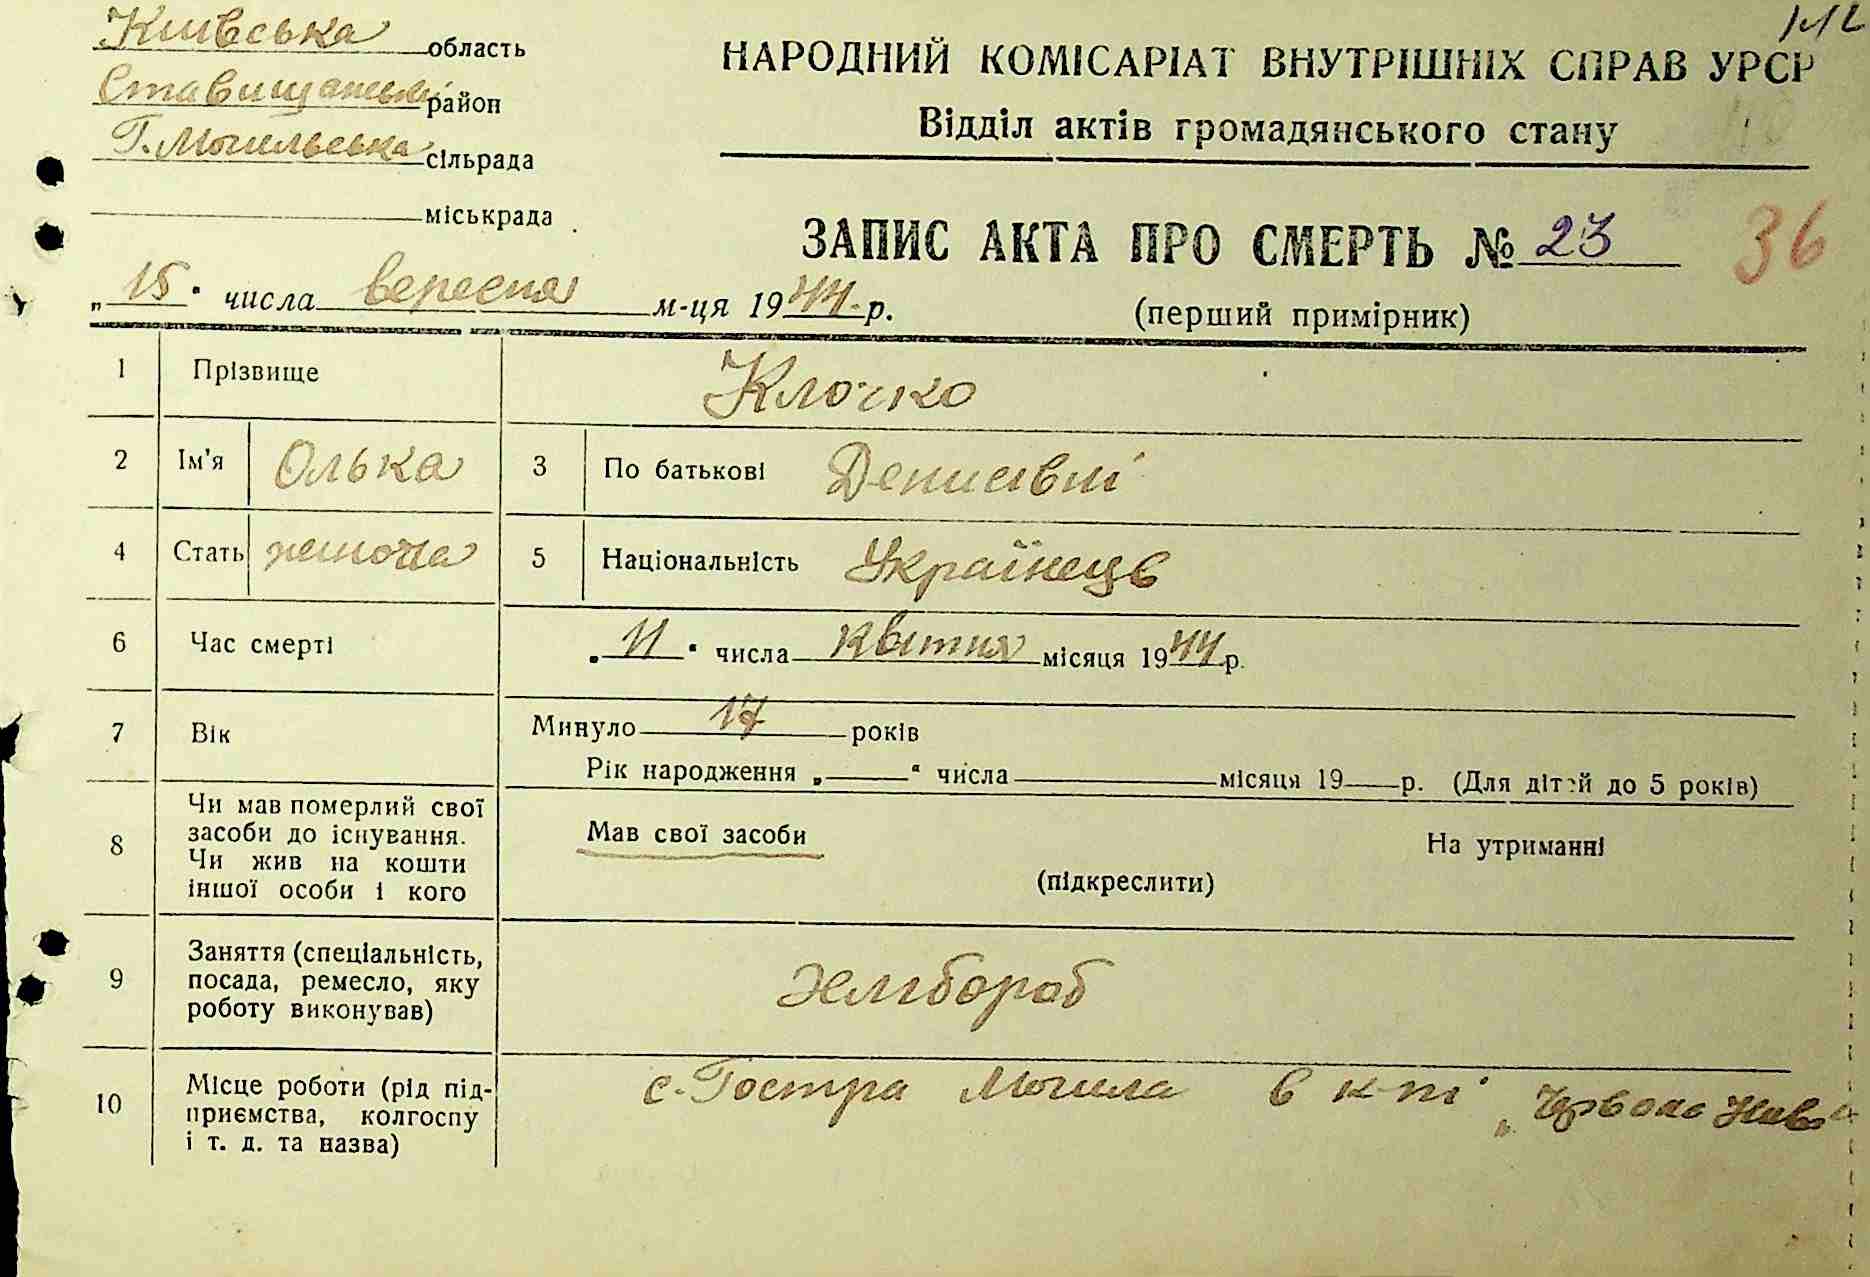 Київська область
Ставищанський район
Г. Могильська сільрада
міськрада
НАРОДНИЙ КОМІСАРІАТ ВНУТРІШНІХ СПРАВ УРСР
Відділ актів громадянського стану
ЗАПИС АКТА ПРО СМЕРТЬ № 23
36
„15" числа вересня м-ця 1944 р.
(перший примірник)
1 Прізвище Клочко
2 Ім'я Олька 3 По батькові Денисівні
4 Стать жіноча 5 Національність Українець
6 Час смерті „11" числа квітня місяця 1944 р.
7 Вік Минуло 17 років
Рік народження „ " числа місяця 19 р. (Для дітей до 5 років)
8 Чи мав померлий свої засоби до існування. Чи жив на кошти іншої особи і кого
Мав свої засоби На утриманні
(підкреслити)
9 Заняття (спеціальність, посада, ремесло, яку роботу виконував)
Хлібороб
10 Місце роботи (рід підприємства, колгоспу і т. д. та назва)
с. Гостра Могила в к-пі „Червона Нива